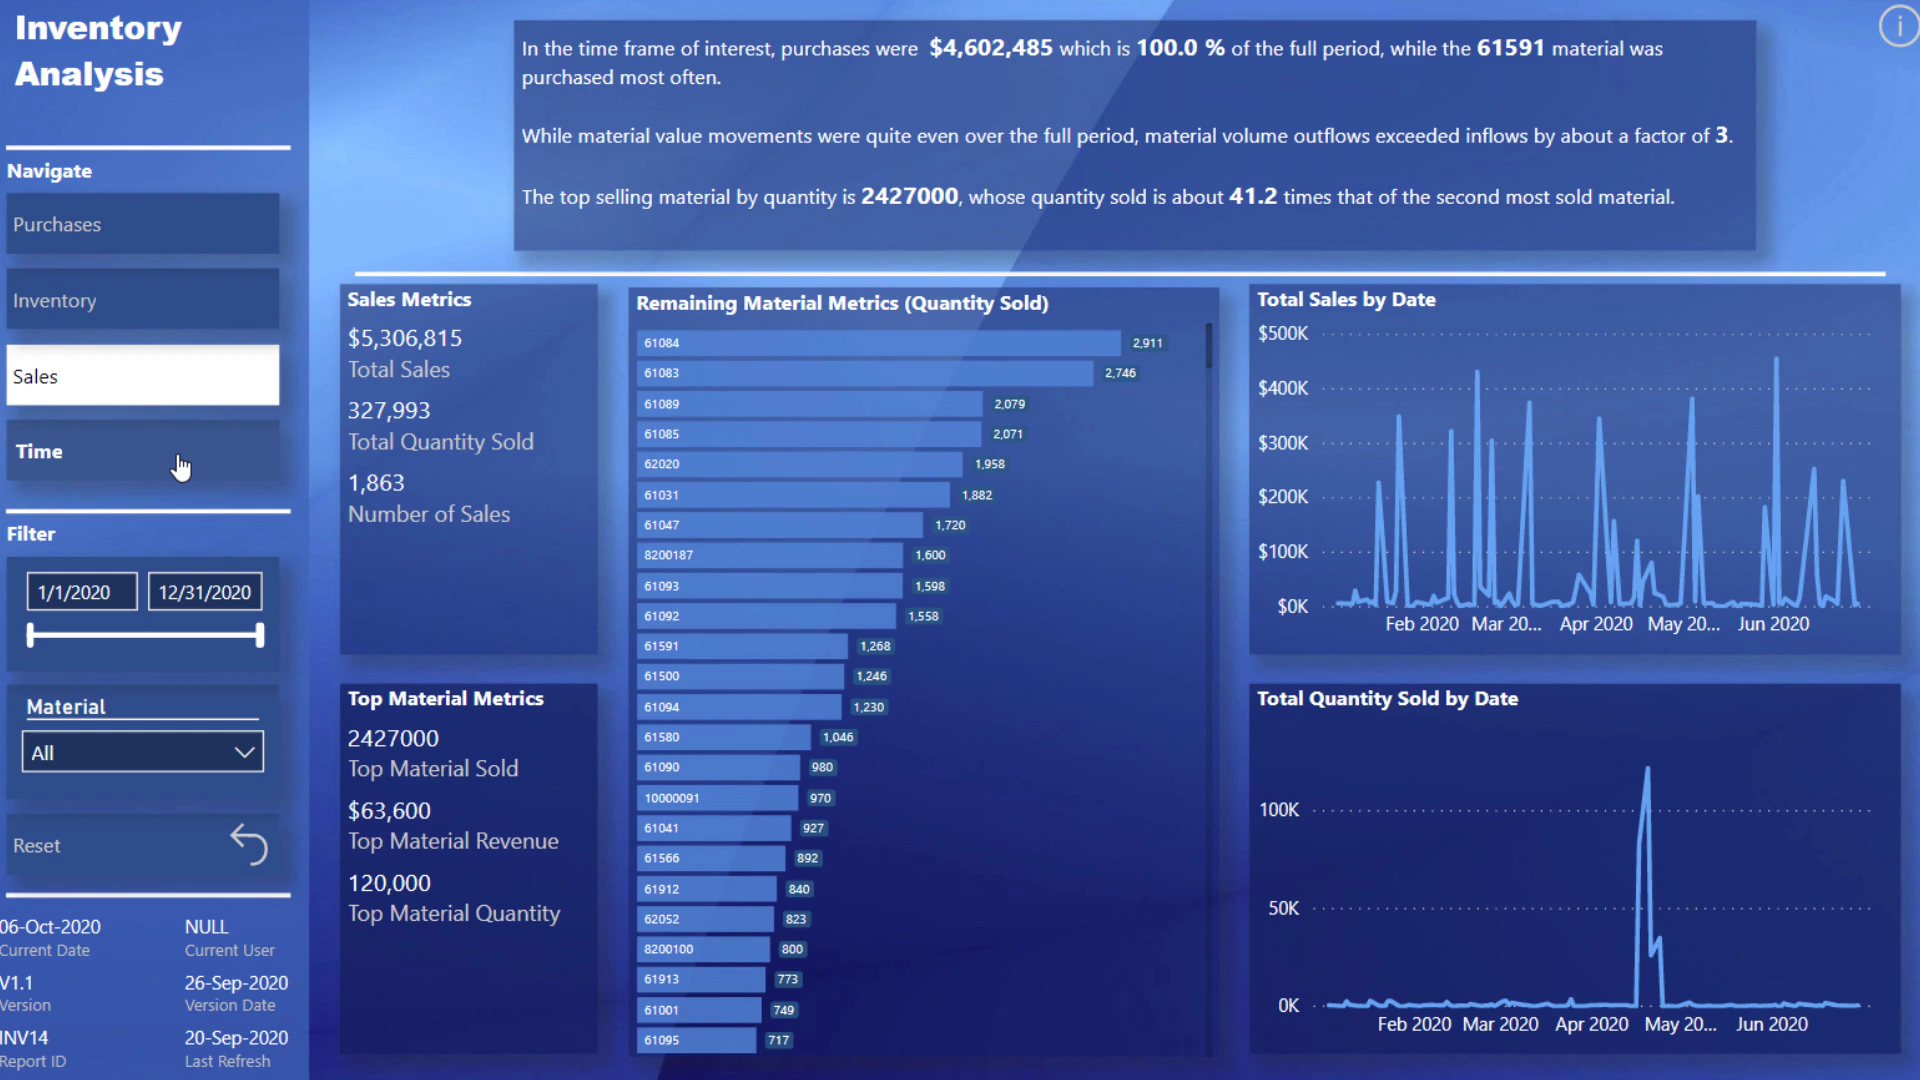 Inventory
Analysis
In the time frame of interest, purchases were $4,602,485 which is 100.0 % of the full period, while the 61591 material was
purchased most often.
While material value movements were quite even over the full period, material volume outflows exceeded inflows by about a factor of 3.
The top selling material by quantity is 2427000, whose quantity sold is about 41.2 times that of the second most sold material.
Navigate
Purchases
Inventory
Sales
Time
Filter
1/1/2020 12/31/2020
Material
All
Reset
06-Oct-2020 NULL
Current Date Current User
V1.1 26-Sep-2020
Version Version Date
INV14 20-Sep-2020
Report ID Last Refresh
Sales Metrics
$5,306,815
Total Sales
327,993
Total Quantity Sold
1,863
Number of Sales
Top Material Metrics
2427000
Top Material Sold
$63,600
Top Material Revenue
120,000
Top Material Quantity
Remaining Material Metrics (Quantity Sold)
61084 2,911
61083 2,746
61089 2,079
61085 2,071
62020 1,958
61031 1,882
61047 1,720
8200187 1,600
61093 1,598
61092 1,558
61591 1,268
61500 1,246
61094 1,230
61580 1,046
61090 980
10000091 970
61041 927
61566 892
61912 840
62052 823
8200100 800
61913 773
61001 749
61095 717
Total Sales by Date
$500K
$400K
$300K
$200K
$100K
$0K
Feb 2020 Mar 20... Apr 2020 May 20... Jun 2020
Total Quantity Sold by Date
100K
50K
0K
Feb 2020 Mar 2020 Apr 2020 May 20... Jun 2020